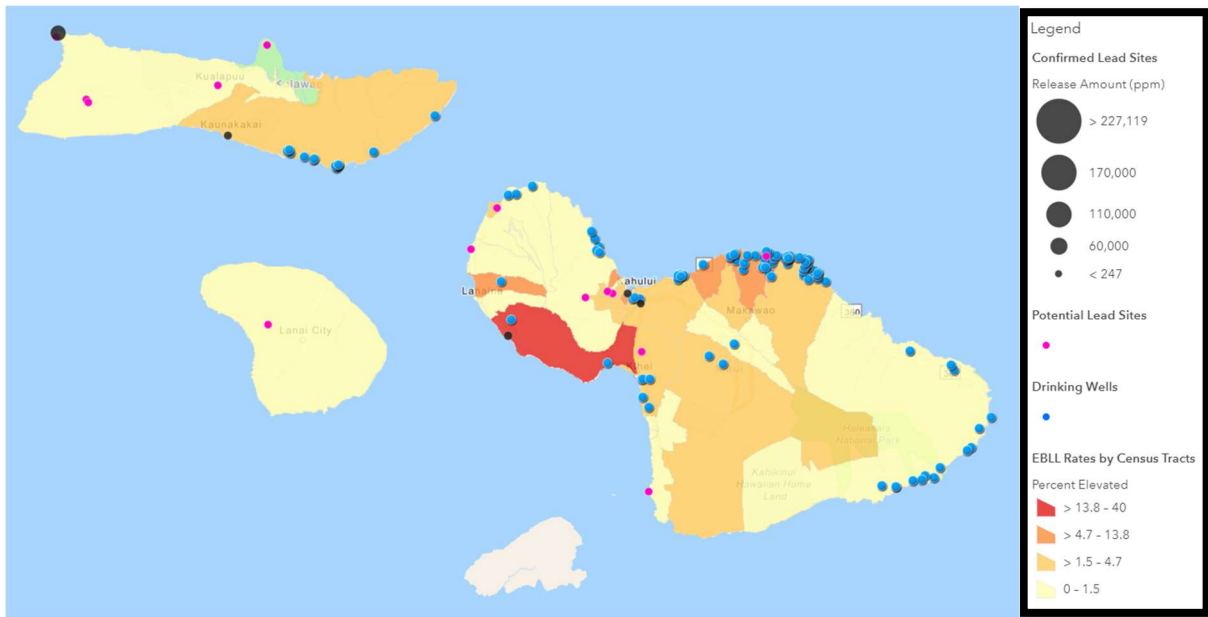 Legend
Confirmed Lead Sites
Release Amount (ppm)
> 227,119
170,000
110,000
60,000
< 247
Potential Lead Sites
Drinking Wells
EBLL Rates by Census Tracts
Percent Elevated
> 13.8 - 40
> 4.7 - 13.8
> 1.5 - 4.7
0 - 1.5
Kualapuu
Kaunakakai
Lanai City
ahului
Makawao
Haleakala
National Park
Kahikinui
Hawaiian Home
Land